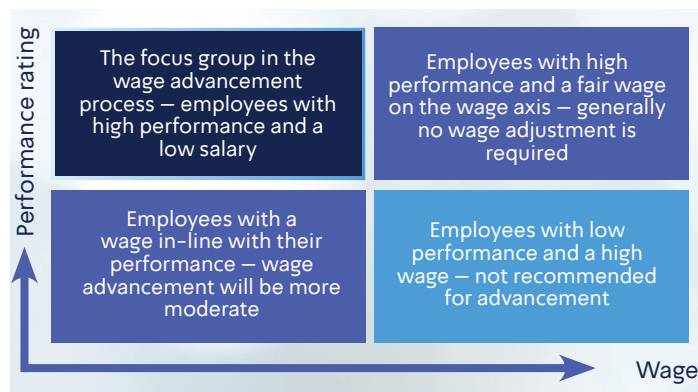 Performance rating
The focus group in the
wage advancement
process – employees with
high performance and a
low salary
Employees with high
performance and a fair wage
on the wage axis – generally
no wage adjustment is
required
Employees with a
wage in-line with their
performance – wage
advancement will be more
moderate
Employees with low
performance and a high
wage – not recommended
for advancement
Wage